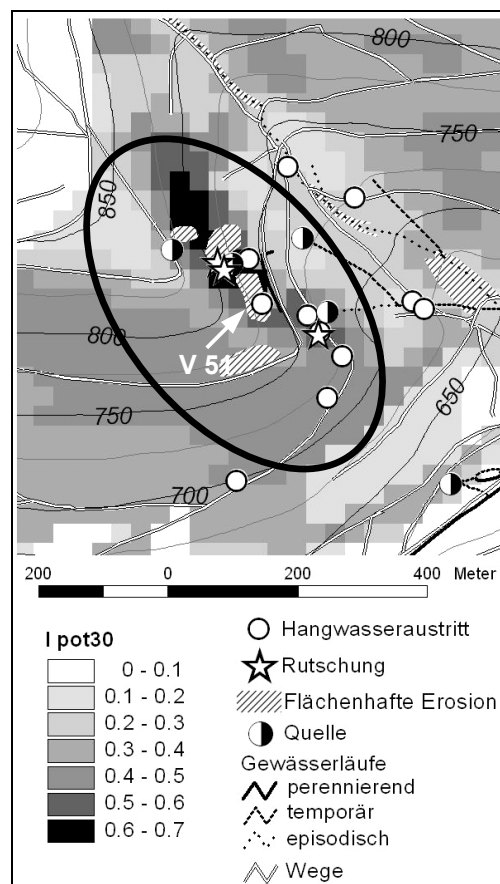 800
750
850
V 51
800
650
750
700
200 0 200 400 Meter
I pot30
0 - 0.1
0.1 - 0.2
0.2 - 0.3
0.3 - 0.4
0.4 - 0.5
0.5 - 0.6
0.6 - 0.7
Hangwasseraustritt
Rutschung
Flächenhafte Erosion
Quelle
Gewässerläufe
perennierend
temporär
episodisch
Wege